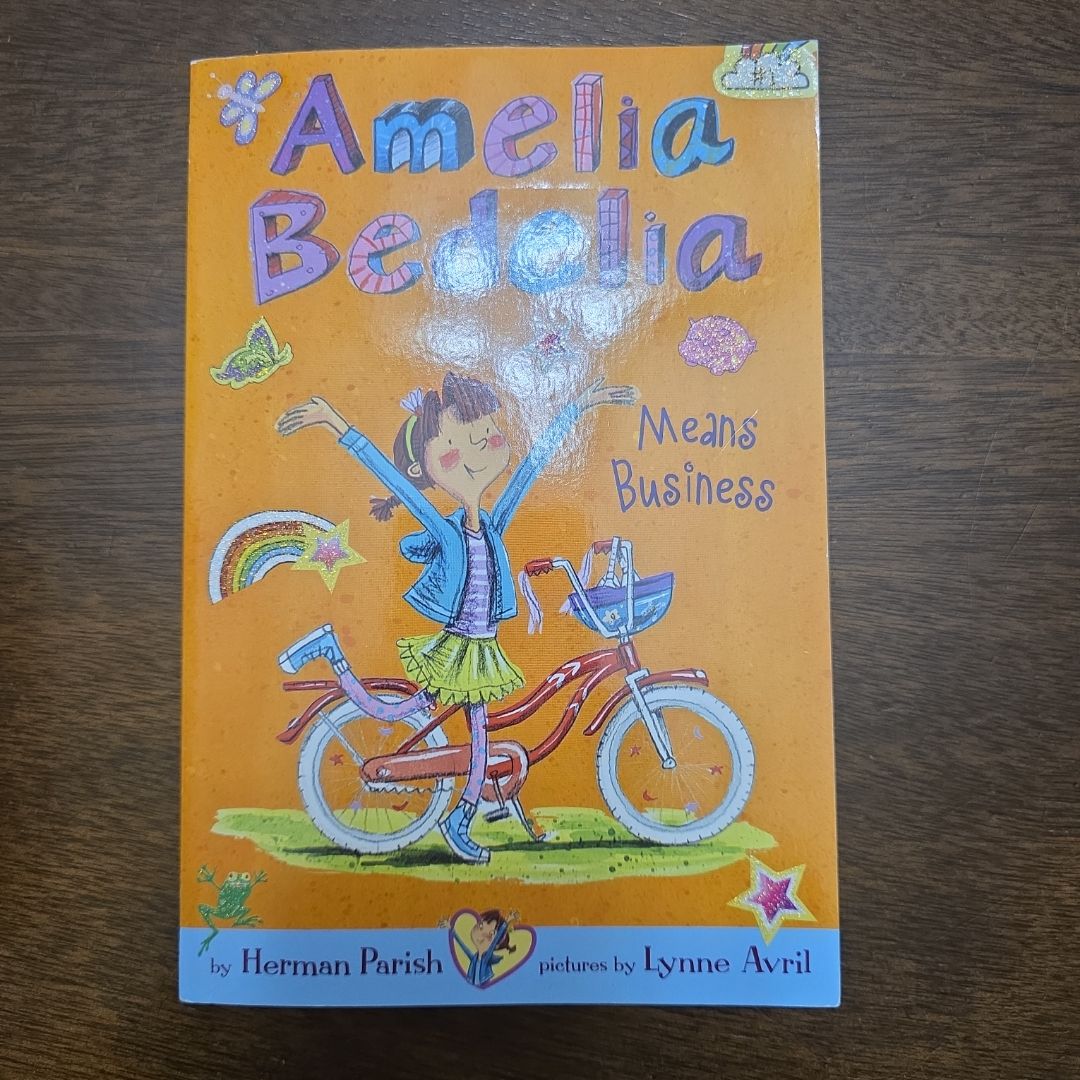 Amelia
Bedelia
Means
Business
by Herman Parish
pictures by Lynne Avril